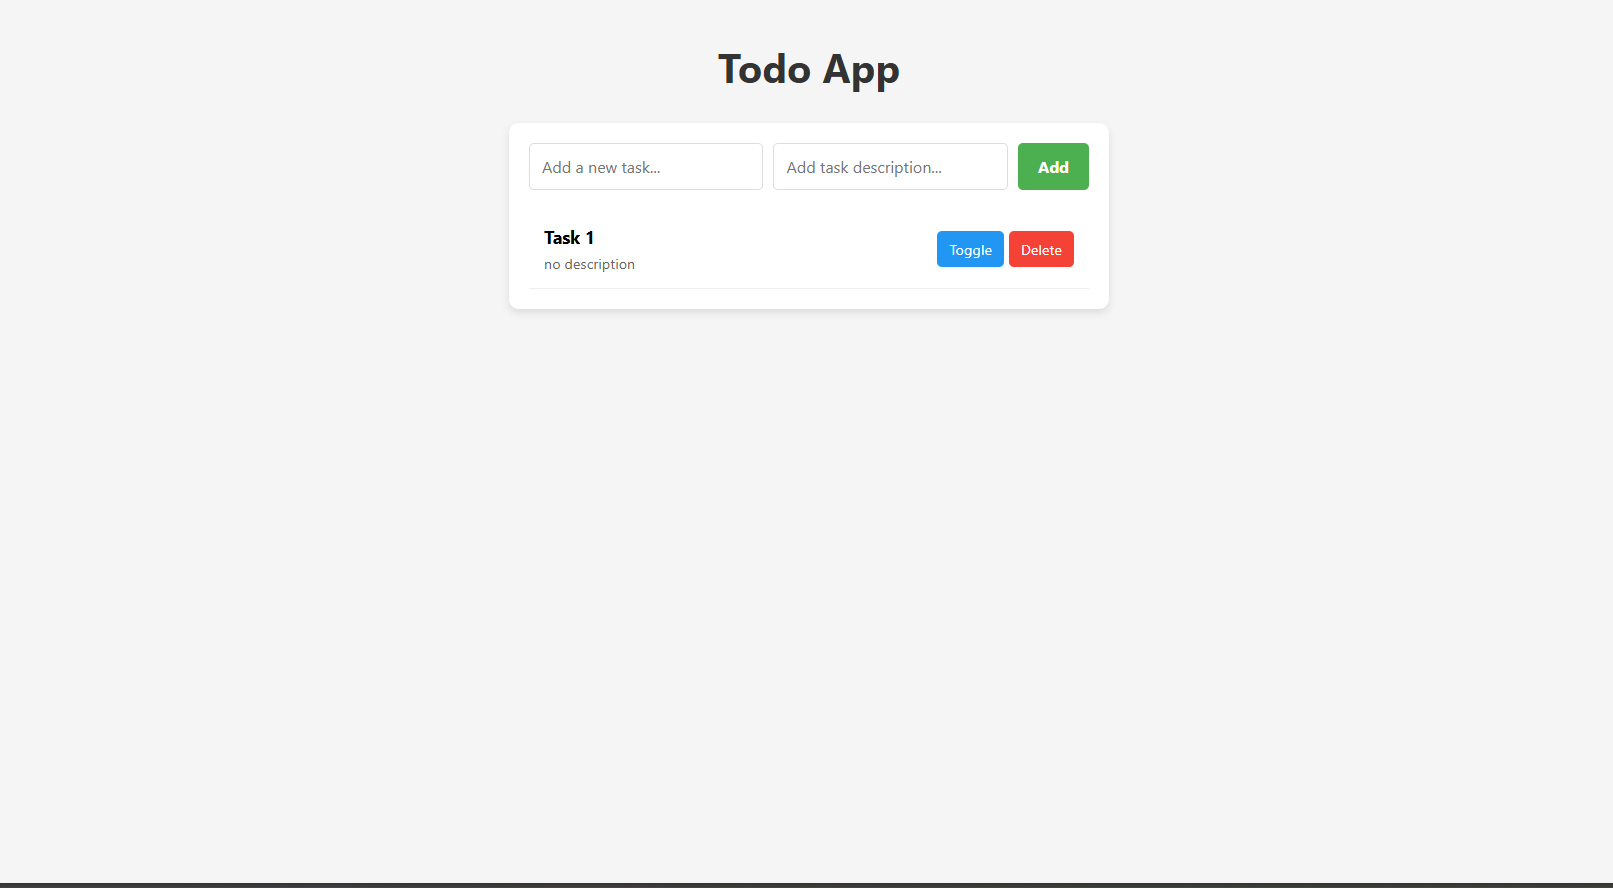 Todo App
Add a new task...
Add task description...
Add
Task 1
no description
Toggle
Delete